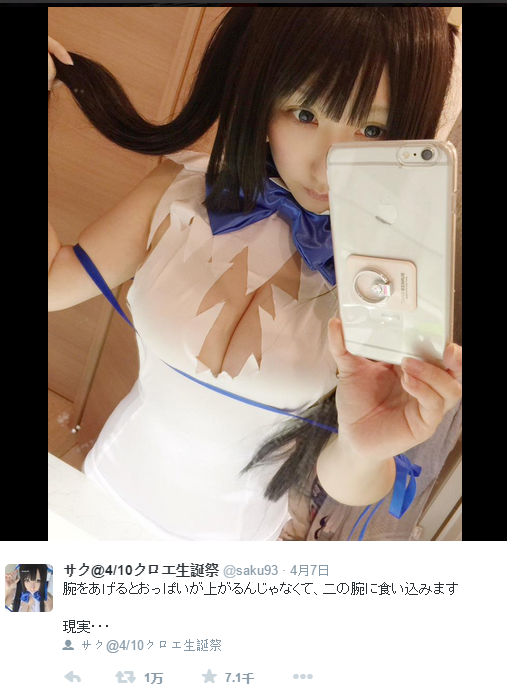 サク@4/10クロエ生誕祭 @saku93 · 4月7日
腕をあげるとおっぱいが上がるんじゃなくて、二の腕に食い込みます
現実･･･
サク@4/10クロエ生誕祭
1万 7.1千